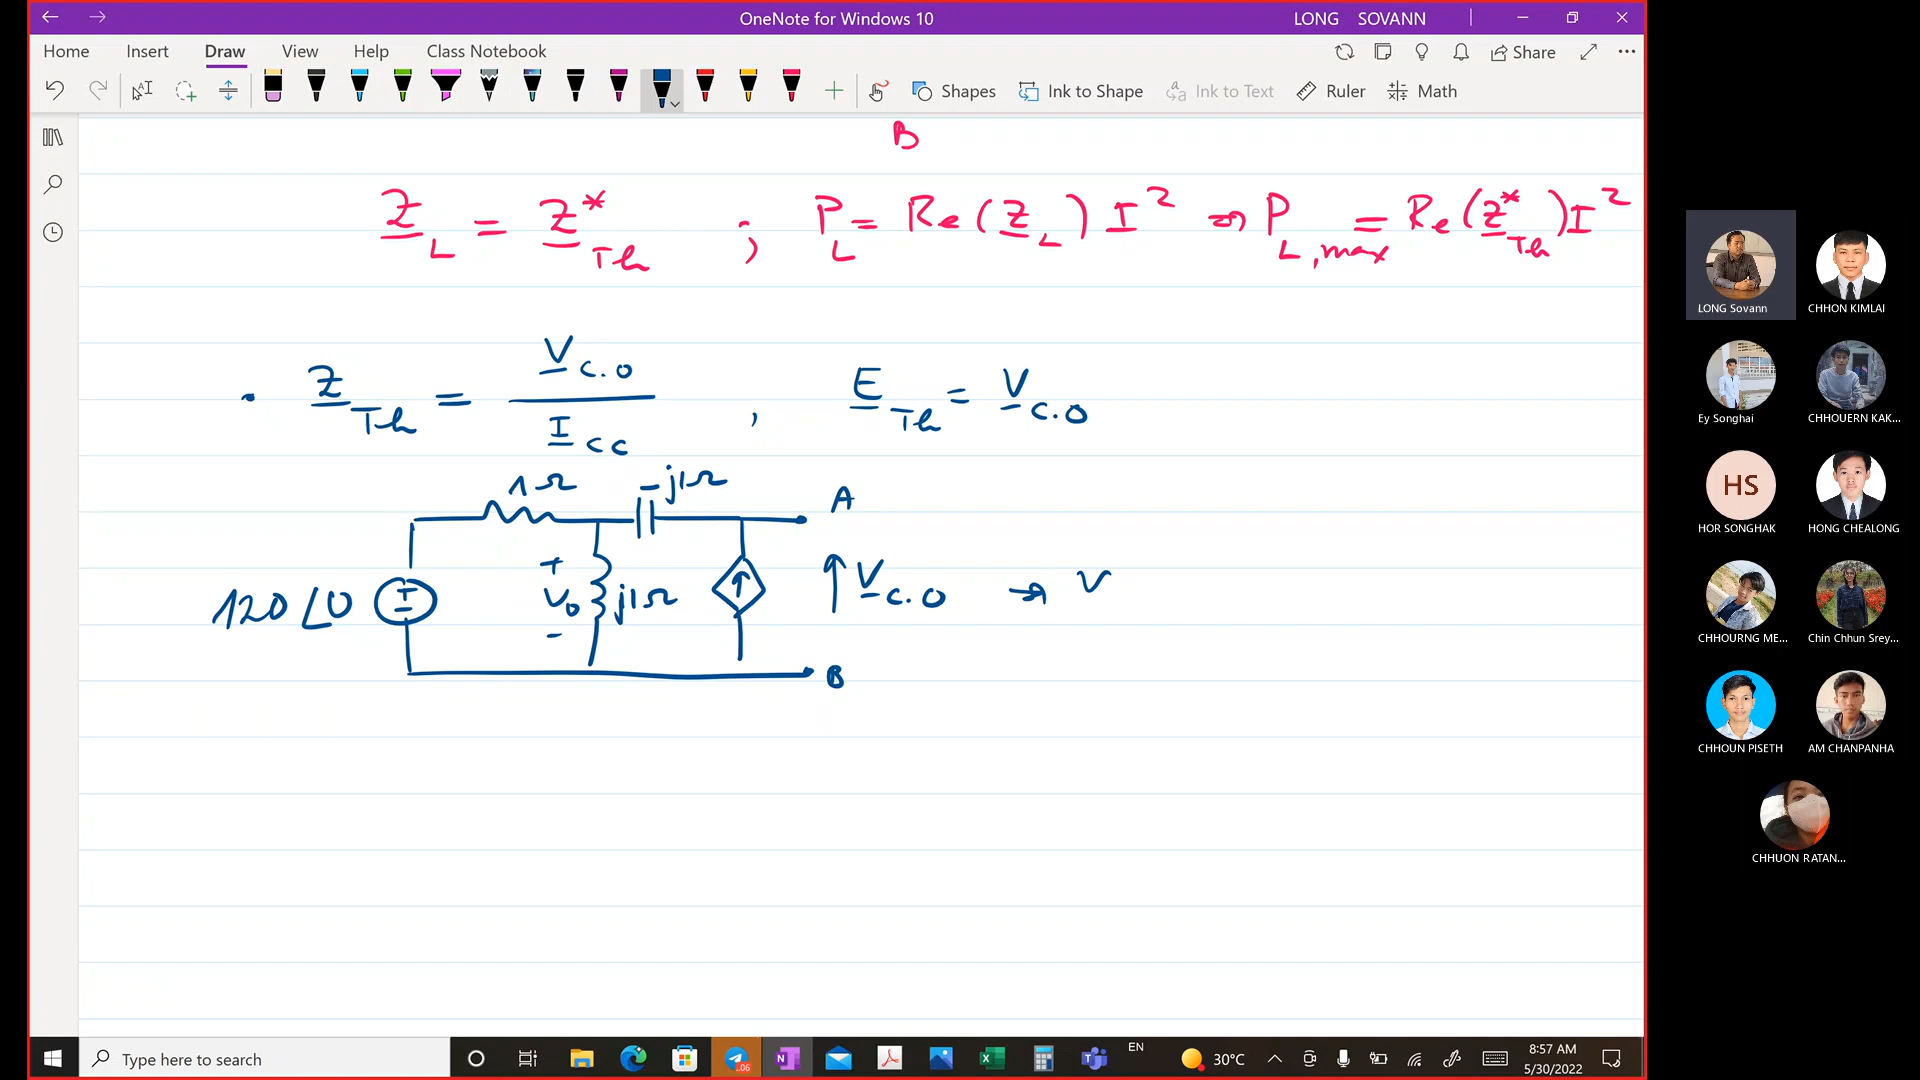 OneNote for Windows 10
LONG SOVANN
Home Insert Draw View Help Class Notebook
Share
Shapes Ink to Shape Ink to Text Ruler Math
B
Z_L = Z*_Th ; P_L = Re(Z_L) I² ⇒ P_L,max = Re(Z*_Th) I²
· Z_Th = V_C.O / I_CC , E_Th = V_C.O
1Ω -j1Ω A
120∠0 + V₀ - j1Ω V_C.O → V
B
LONG Sovann
CHHON KIMLAI
Ey Songhai
CHHOUERN KAK...
HS
HOR SONGHAK
HONG CHEALONG
CHHOURNG ME...
Chin Chhun Srey...
CHHOUN PISETH
AM CHANPANHA
CHHUON RATAN...
Type here to search
EN
30°C
8:57 AM
5/30/2022